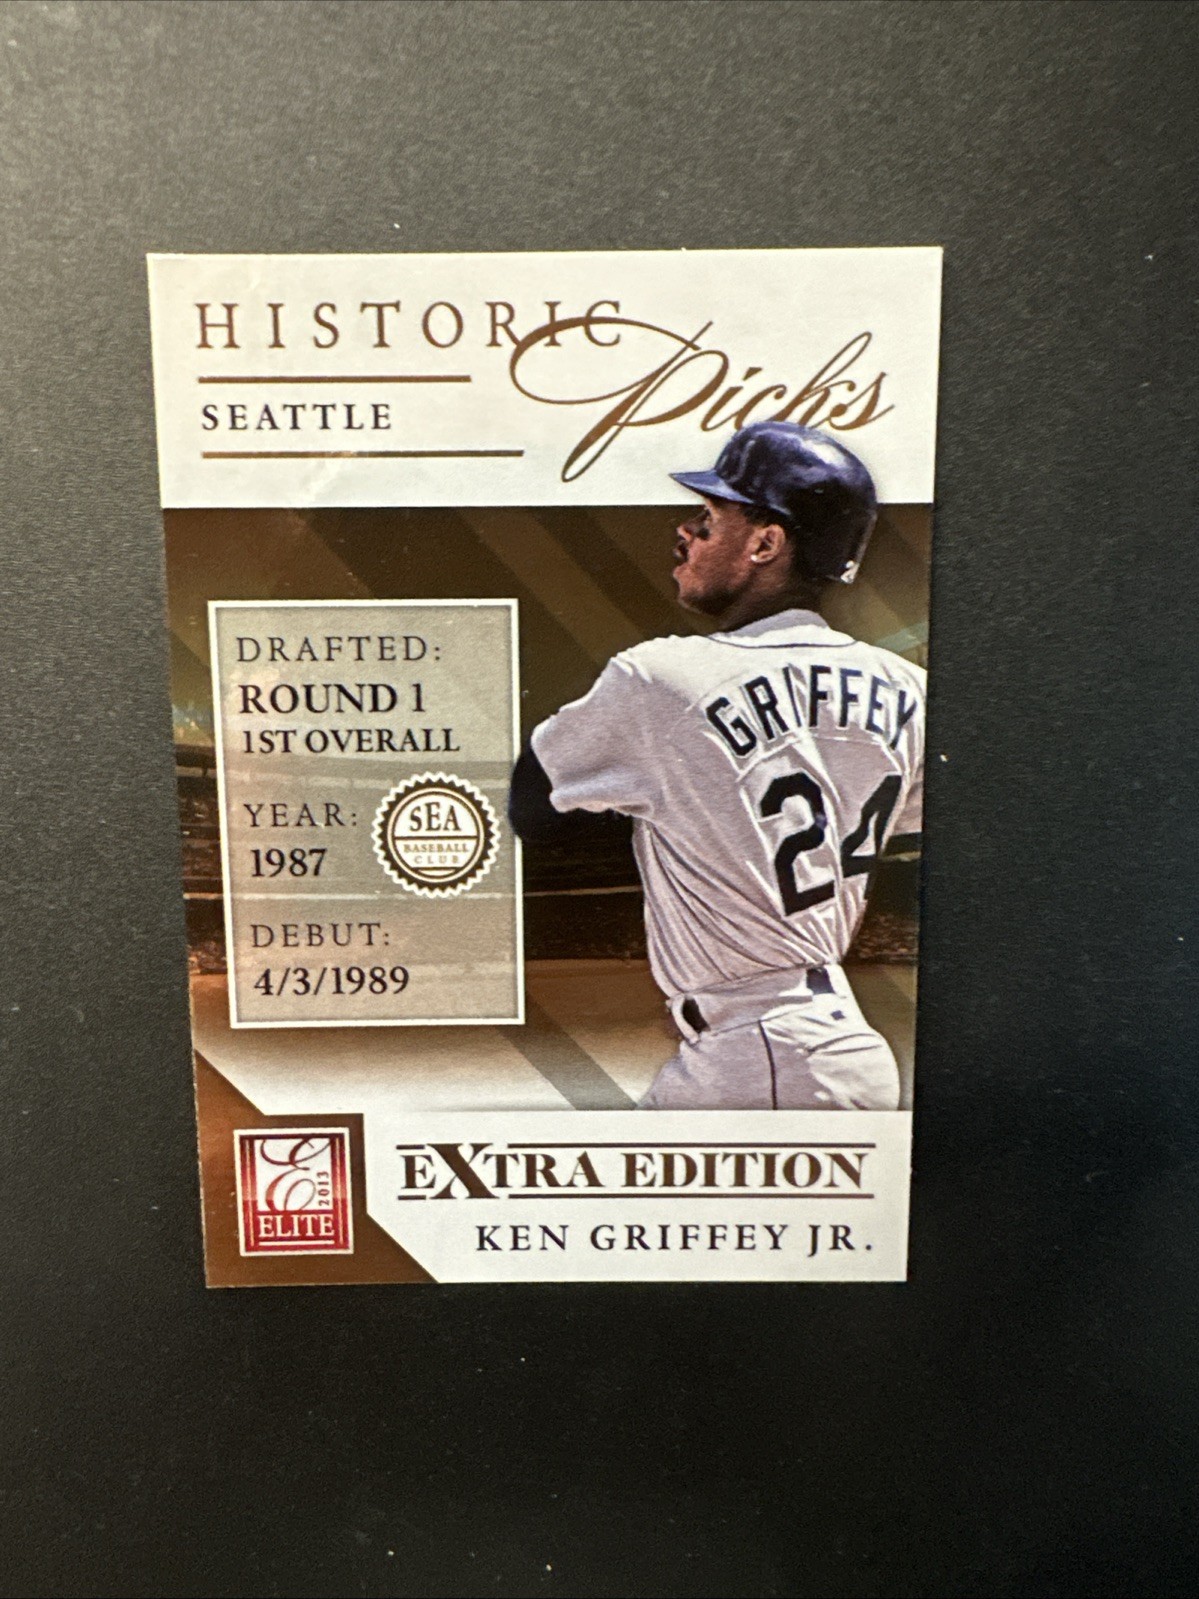 HISTORIC
Picks
SEATTLE
GRIFFEY
24
DRAFTED:
ROUND 1
1ST OVERALL
YEAR:
1987
SEA
BASEBALL
CLUB
DEBUT:
4/3/1989
E
2013
ELITE
EXTRA EDITION
KEN GRIFFEY JR.